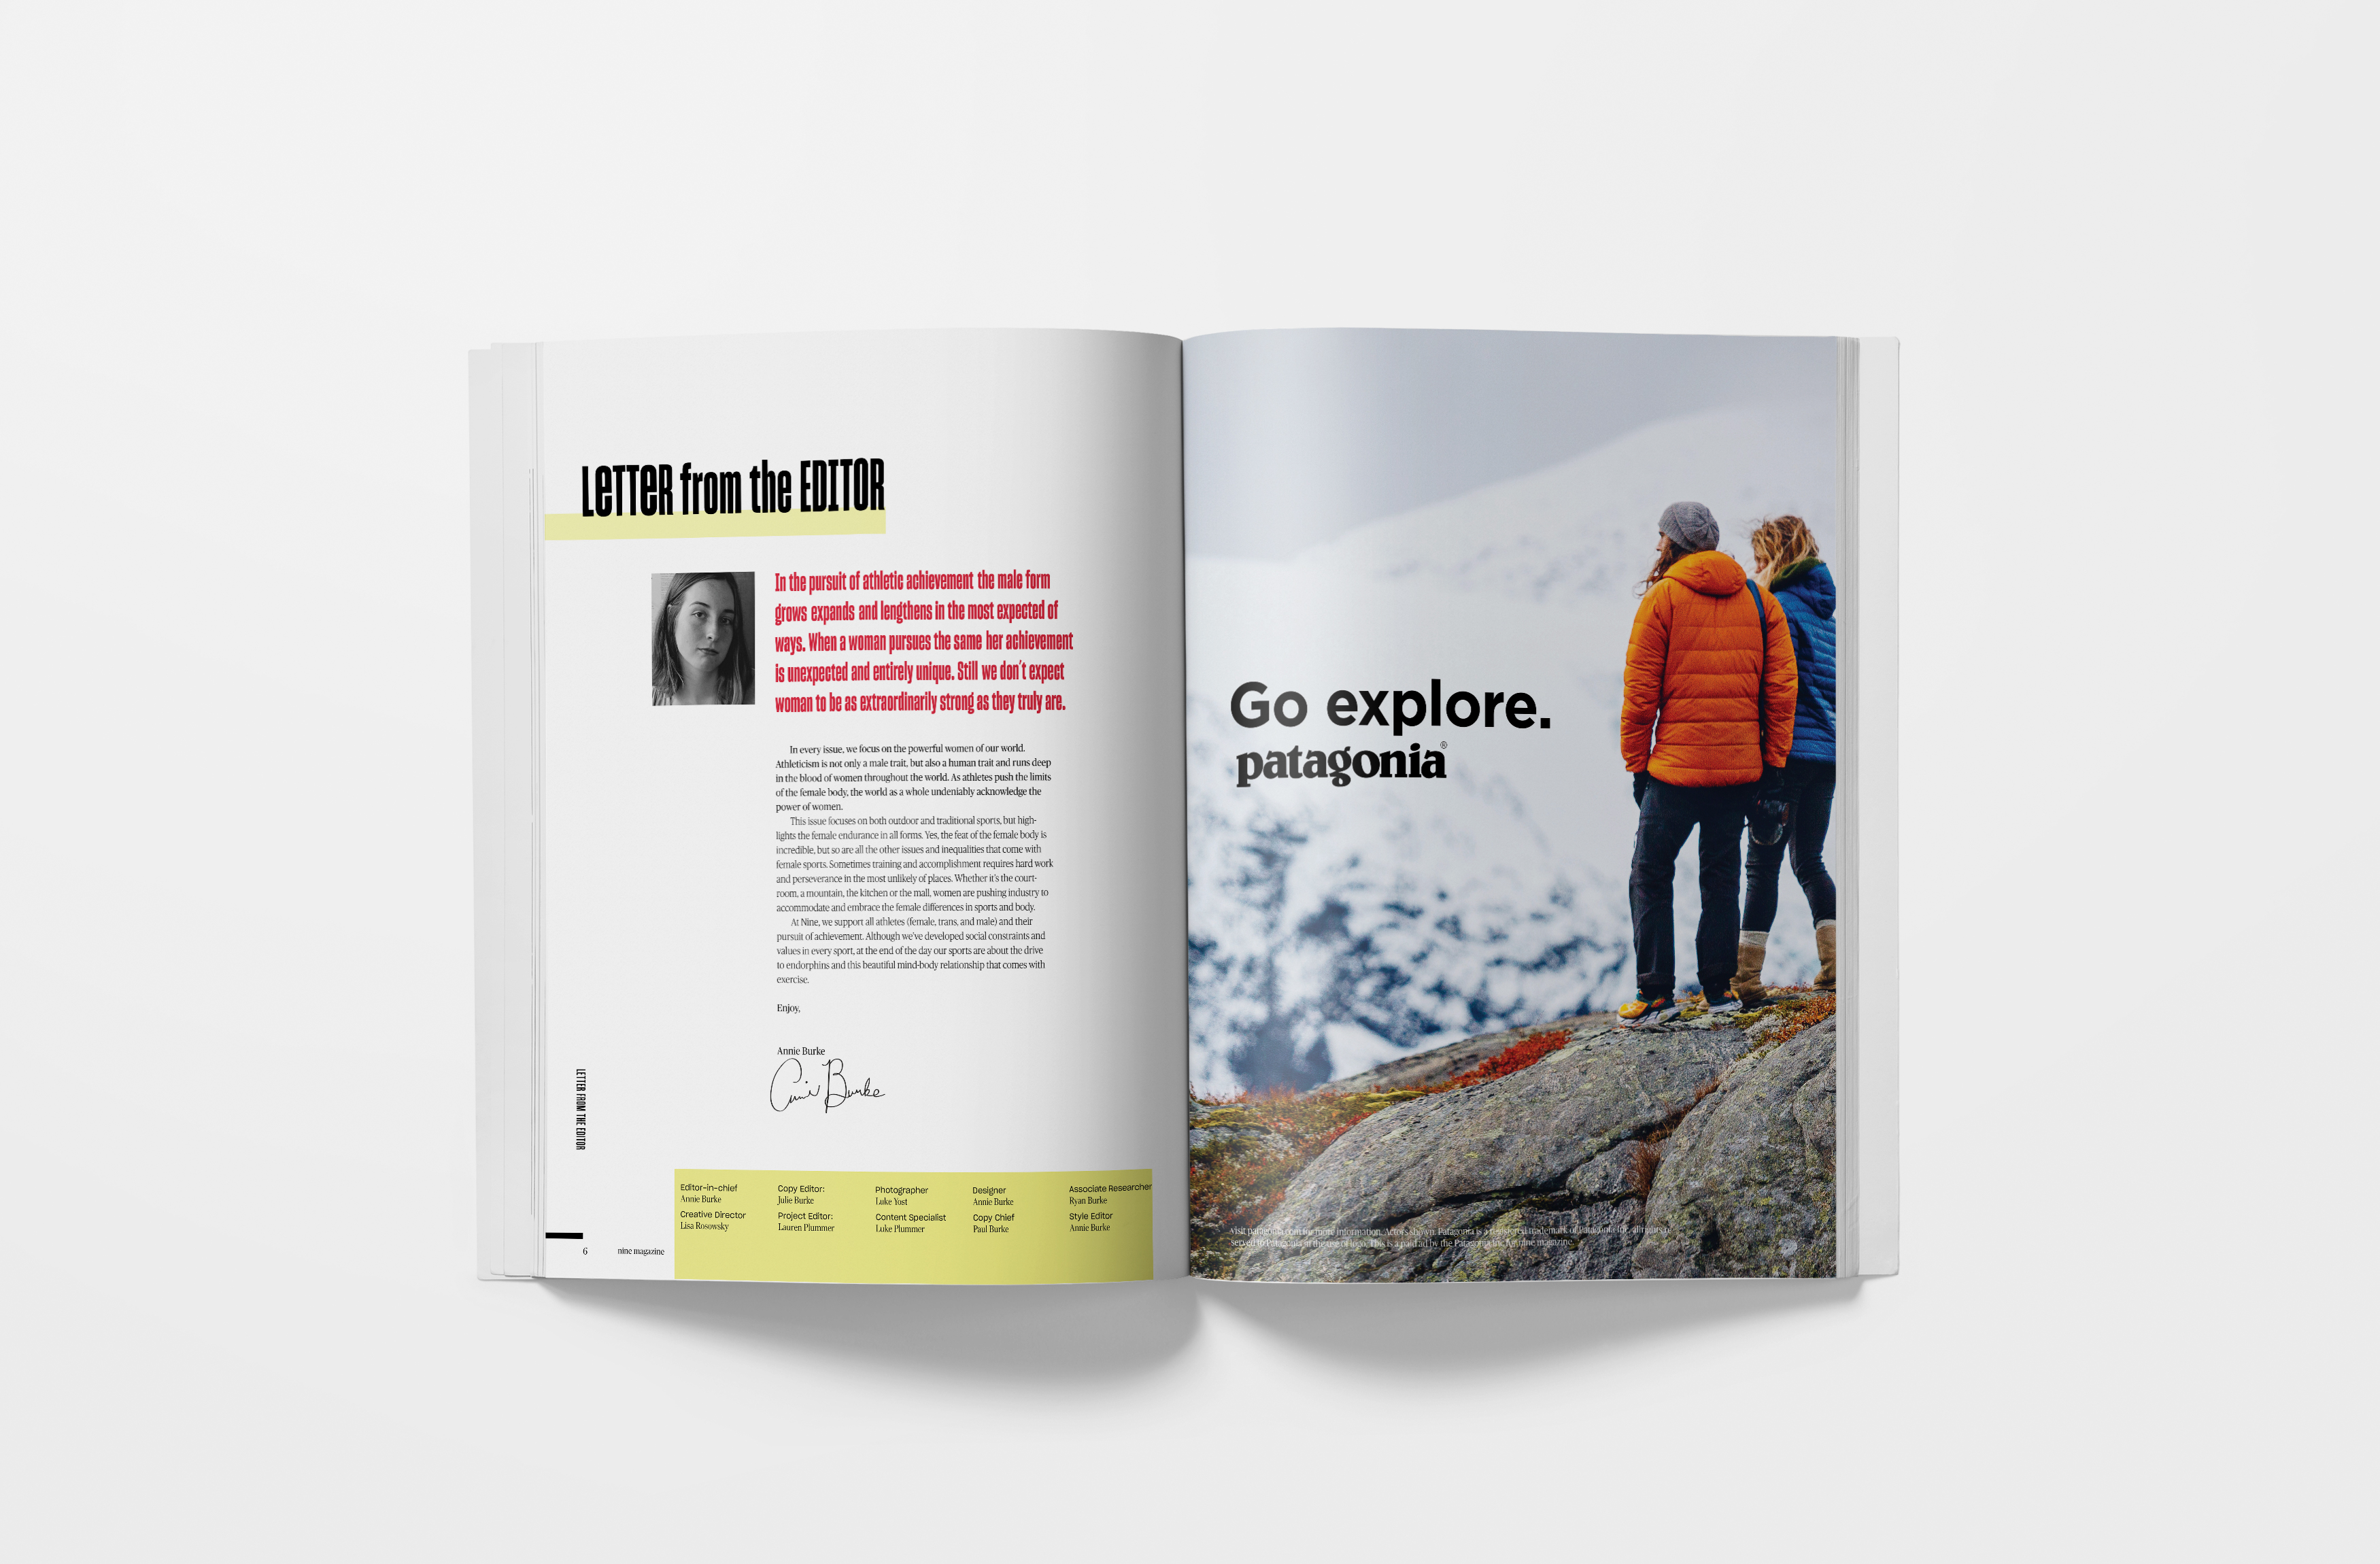 LETTER from the EDITOR
In the pursuit of athletic achievement the male form
grows expands and lengthens in the most expected of
ways. When a woman pursues the same her achievement
is unexpected and entirely unique. Still we don't expect
woman to be as extraordinarily strong as they truly are.
In every issue, we focus on the powerful women of our world.
Athleticism is not only a male trait, but also a human trait and runs deep
in the blood of women throughout the world. As athletes push the limits
of the female body, the world as a whole undeniably acknowledge the
power of women.
This issue focuses on both outdoor and traditional sports, but high-
lights the female endurance in all forms. Yes, the feat of the female body is
incredible, but so are all the other issues and inequalities that come with
female sports. Sometimes training and accomplishment requires hard work
and perseverance in the most unlikely of places. Whether it's the court-
room, a mountain, the kitchen or the mall, women are pushing industry to
accommodate and embrace the female differences in sports and body.
At Nine, we support all athletes (female, trans, and male) and their
pursuit of achievement. Although we've developed social constraints and
values in every sport, at the end of the day our sports are about the drive
to endorphins and this beautiful mind-body relationship that comes with
exercise.
Enjoy,
Annie Burke
Annie Burke
LETTER FROM THE EDITOR
Editor-in-chief
Annie Burke
Creative Director
Lisa Rosowsky
Copy Editor:
Julie Burke
Project Editor:
Lauren Plummer
Photographer
Luke Yost
Content Specialist
Luke Plummer
Designer
Annie Burke
Copy Chief
Paul Burke
Associate Researcher
Ryan Burke
Style Editor
Annie Burke
6 nine magazine
Go explore.
patagonia®
Visit patagonia.com for more information. Actors shown. Patagonia is a registered trademark of Patagonia Inc. all rights re
served to Patagonia in the use of logo. This is a paid ad by the Patagonia Inc. for nine magazine.